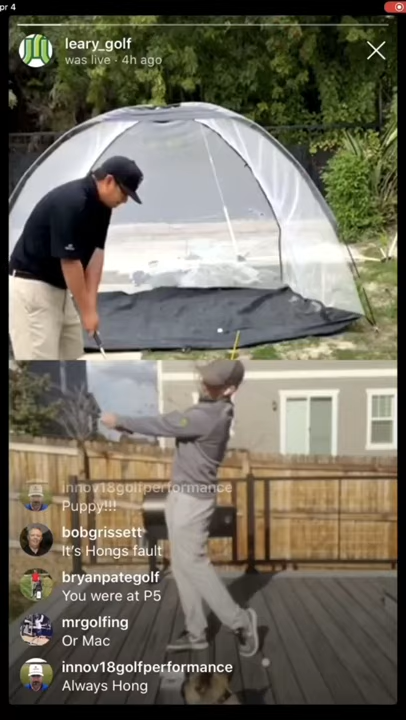 pr 4
leary_golf
was live · 4h ago
innov18golfperformance
Puppy!!!
bobgrissett
It's Hongs fault
bryanpategolf
You were at P5
mrgolfing
Or Mac
innov18golfperformance
Always Hong